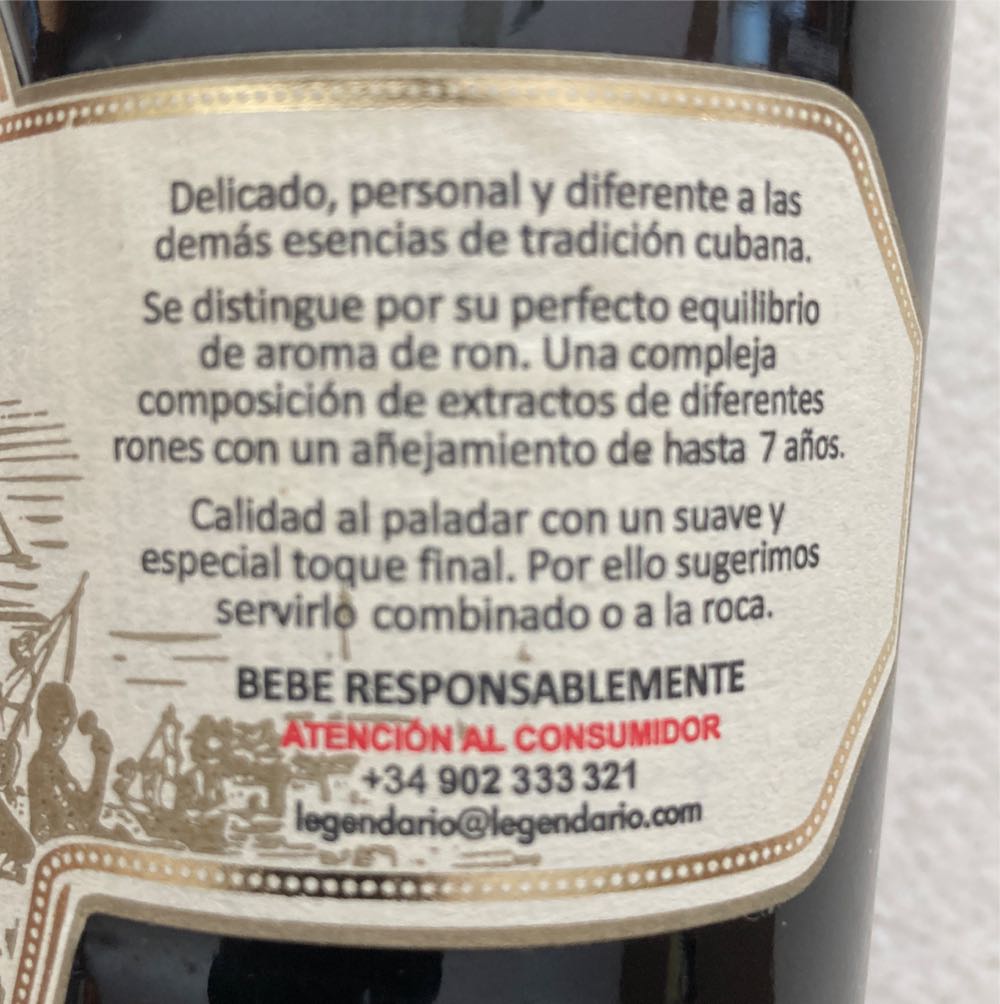 Delicado, personal y diferente a las
demás esencias de tradición cubana.
Se distingue por su perfecto equilibrio
de aroma de ron. Una compleja
composición de extractos de diferentes
rones con un añejamiento de hasta 7 años.
Calidad al paladar con un suave y
especial toque final. Por ello sugerimos
servirlo combinado o a la roca.
BEBE RESPONSABLEMENTE
ATENCIÓN AL CONSUMIDOR
+34 902 333 321
legendario@legendario.com